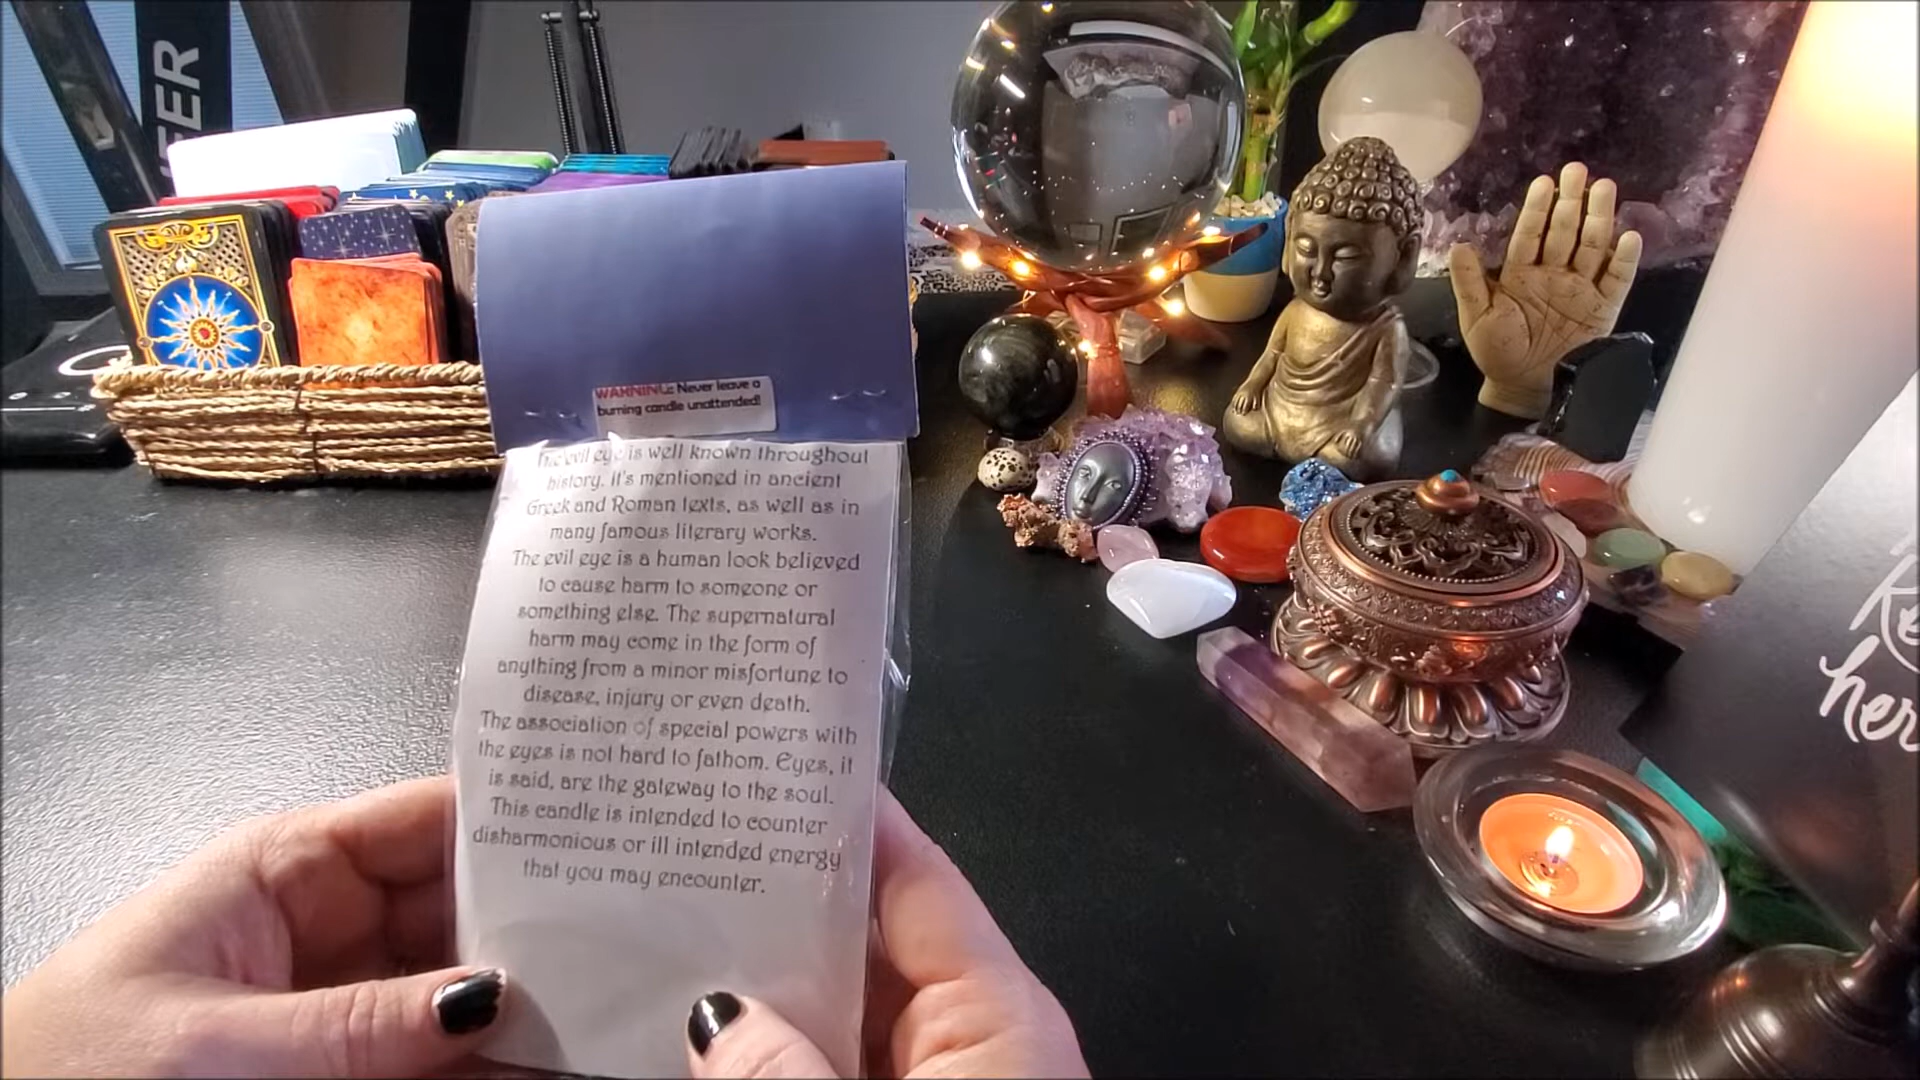 WARNING: Never leave a
burning candle unattended!
The evil eye is well known throughout
history. It's mentioned in ancient
Greek and Roman texts, as well as in
many famous literary works.
The evil eye is a human look believed
to cause harm to someone or
something else. The supernatural
harm may come in the form of
anything from a minor misfortune to
disease, injury or even death.
The association of special powers with
the eyes is not hard to fathom. Eyes, it
is said, are the gateway to the soul.
This candle is intended to counter
disharmonious or ill intended energy
that you may encounter.